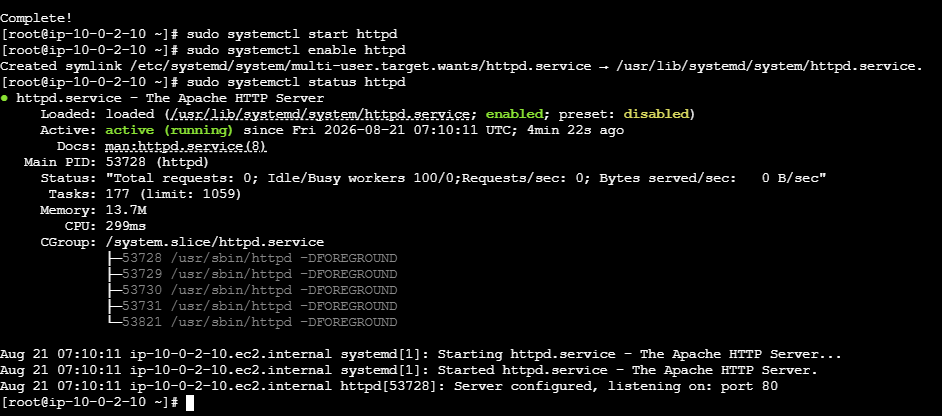 Complete!
[root@ip-10-0-2-10 ~]# sudo systemctl start httpd
[root@ip-10-0-2-10 ~]# sudo systemctl enable httpd
Created symlink /etc/systemd/system/multi-user.target.wants/httpd.service → /usr/lib/systemd/system/httpd.service.
[root@ip-10-0-2-10 ~]# sudo systemctl status httpd
● httpd.service - The Apache HTTP Server
     Loaded: loaded (/usr/lib/systemd/system/httpd.service; enabled; preset: disabled)
     Active: active (running) since Fri 2026-08-21 07:10:11 UTC; 4min 22s ago
       Docs: man:httpd.service(8)
   Main PID: 53728 (httpd)
     Status: "Total requests: 0; Idle/Busy workers 100/0;Requests/sec: 0; Bytes served/sec:   0 B/sec"
      Tasks: 177 (limit: 1059)
     Memory: 13.7M
        CPU: 299ms
     CGroup: /system.slice/httpd.service
             ├─53728 /usr/sbin/httpd -DFOREGROUND
             ├─53729 /usr/sbin/httpd -DFOREGROUND
             ├─53730 /usr/sbin/httpd -DFOREGROUND
             ├─53731 /usr/sbin/httpd -DFOREGROUND
             └─53821 /usr/sbin/httpd -DFOREGROUND
Aug 21 07:10:11 ip-10-0-2-10.ec2.internal systemd[1]: Starting httpd.service - The Apache HTTP Server...
Aug 21 07:10:11 ip-10-0-2-10.ec2.internal systemd[1]: Started httpd.service - The Apache HTTP Server.
Aug 21 07:10:11 ip-10-0-2-10.ec2.internal httpd[53728]: Server configured, listening on: port 80
[root@ip-10-0-2-10 ~]#